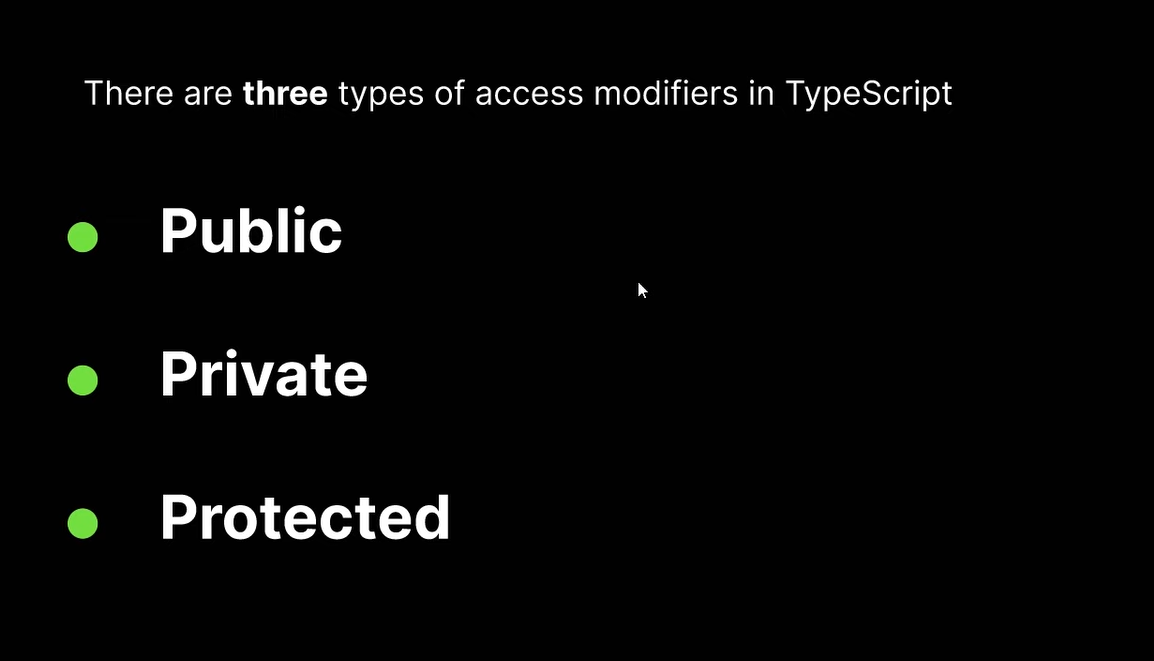 There are three types of access modifiers in TypeScript
Public
Private
Protected